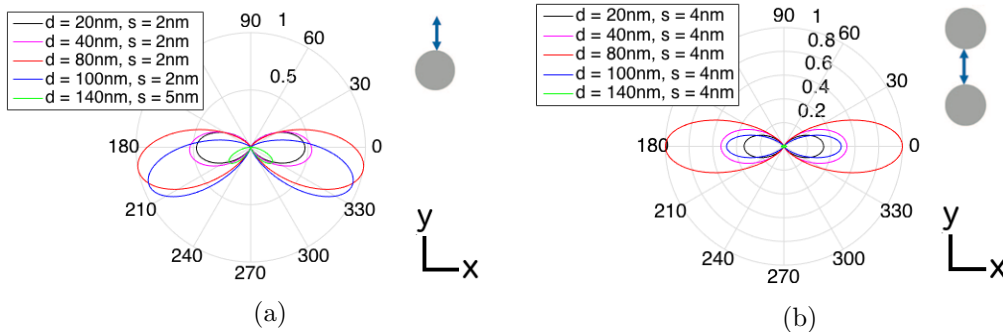 d = 20nm, s = 2nm
d = 40nm, s = 2nm
d = 80nm, s = 2nm
d = 100nm, s = 2nm
d = 140nm, s = 5nm
1
60
0.5
30
180
0
210
330
240
300
270
y
x
(a)
d = 20nm, s = 4nm
d = 40nm, s = 4nm
d = 80nm, s = 4nm
d = 100nm, s = 4nm
d = 140nm, s = 4nm
90
1
60
0.8
0.6
0.4
0.2
30
180
0
210
330
240
300
270
y
x
(b)